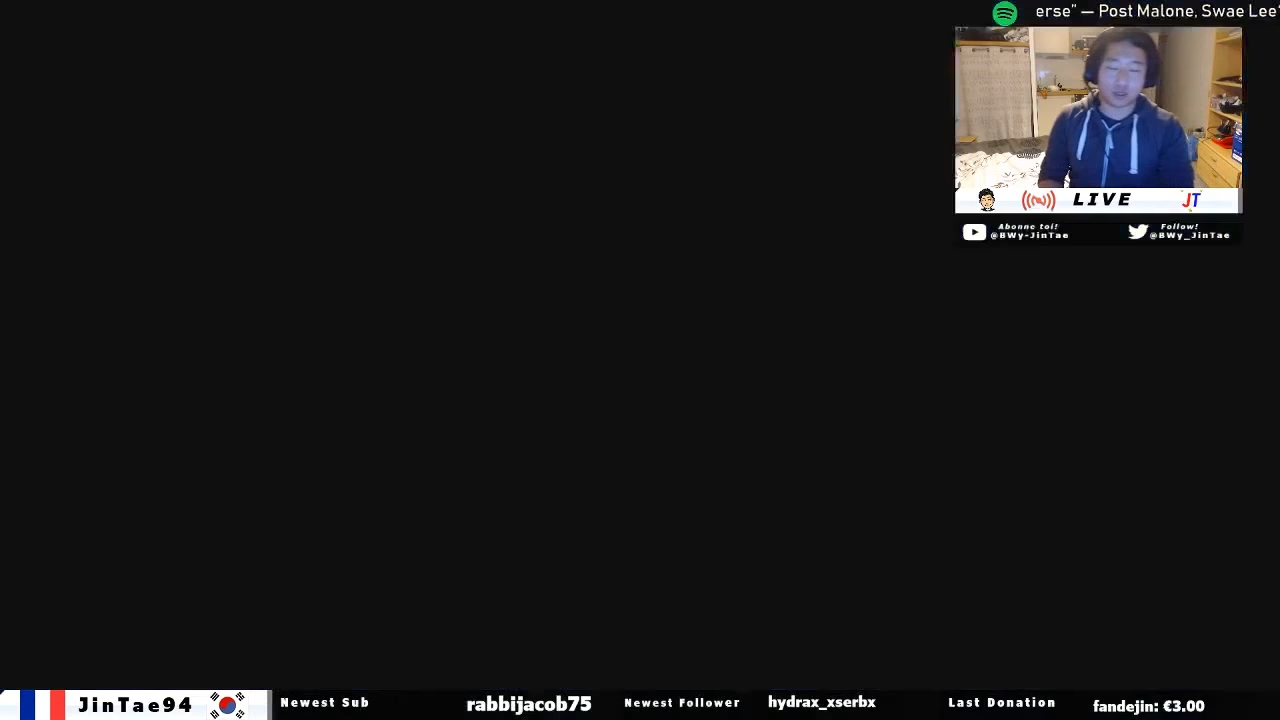 erse" — Post Malone, Swae Lee
LIVE
JT
Abonne toi!
@BWy-JinTae
Follow!
@BWy_JinTae
JinTae94
Newest Sub
rabbijacob75
Newest Follower
hydrax_xserbx
Last Donation
fandejin: €3.00